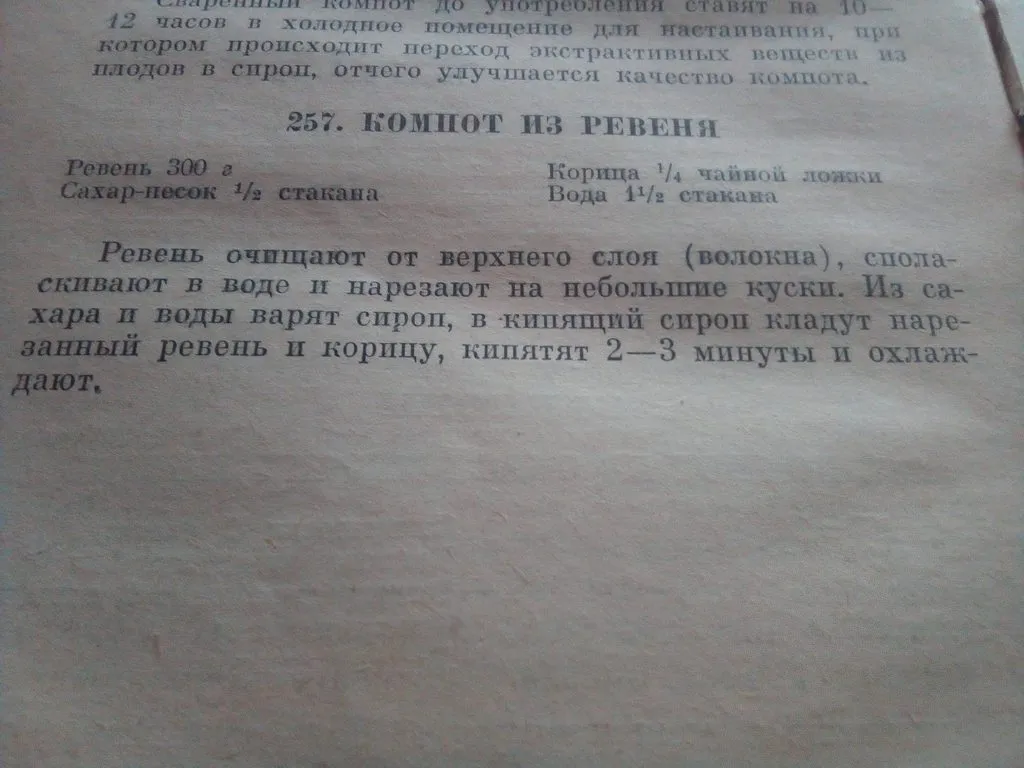 Сваренный компот до употребления ставят на 10—
12 часов в холодное помещение для настаивания, при
котором происходит переход экстрактивных веществ из
плодов в сироп, отчего улучшается качество компота.
257. КОМПОТ ИЗ РЕВЕНЯ
Ревень 300 г
Сахар-песок 1/2 стакана
Корица 1/4 чайной ложки
Вода 1 1/2 стакана
Ревень очищают от верхнего слоя (волокна), спола-
скивают в воде и нарезают на небольшие куски. Из са-
хара и воды варят сироп, в кипящий сироп кладут наре-
занный ревень и корицу, кипятят 2—3 минуты и охлаж-
дают.